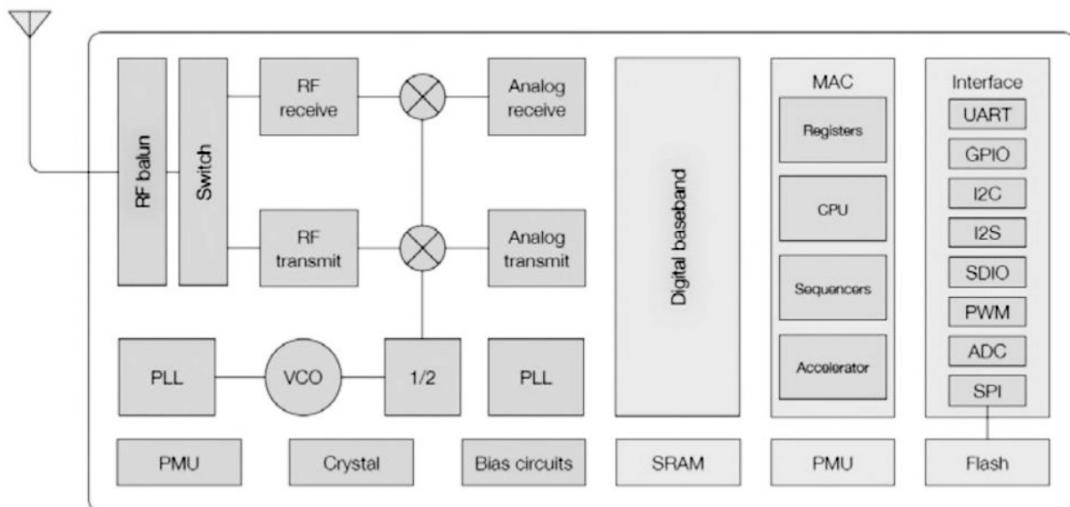 RF balun
Switch
RF
receive
Analog
receive
RF
transmit
Analog
transmit
PLL
VCO
1/2
PLL
Digital baseband
MAC
Registers
CPU
Sequencers
Accelerator
Interface
UART
GPIO
I2C
I2S
SDIO
PWM
ADC
SPI
PMU
Crystal
Bias circuits
SRAM
PMU
Flash